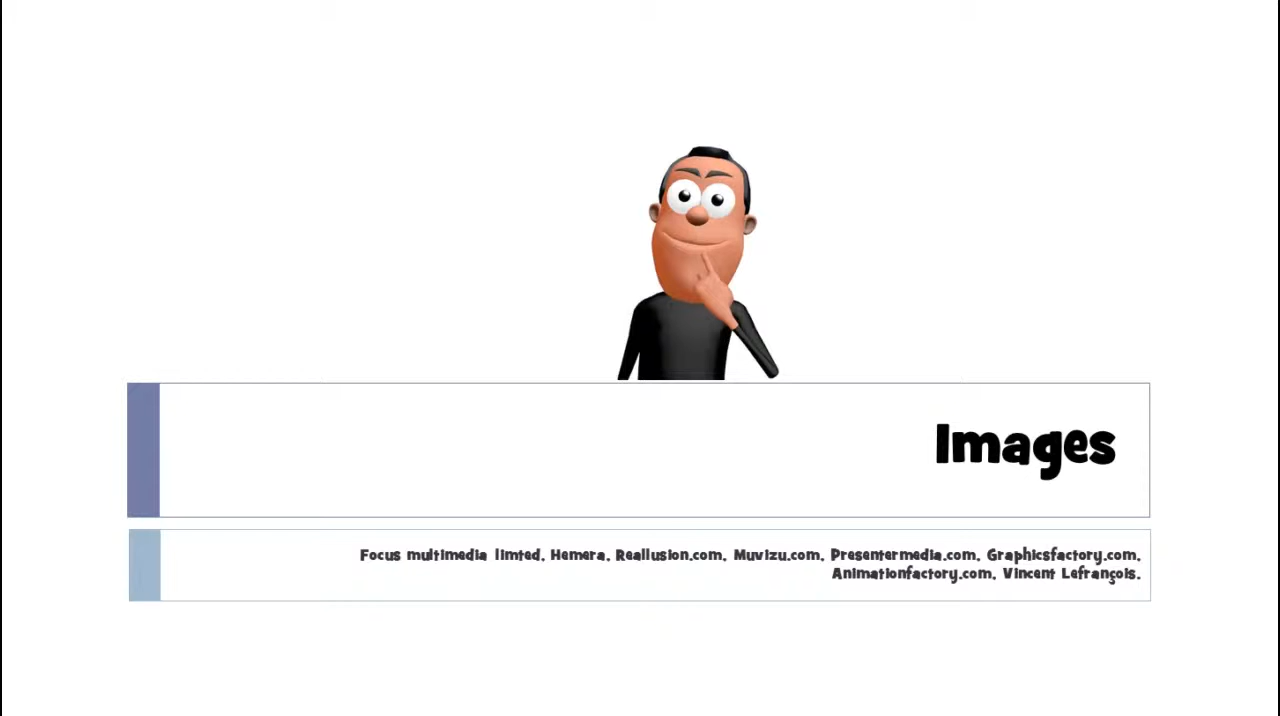 Images
Focus multimedia limted, Hemera, Reallusion.com, Muvizu.com, Presentermedia.com, Graphicsfactory.com,
Animationfactory.com, Vincent Lefrançois.